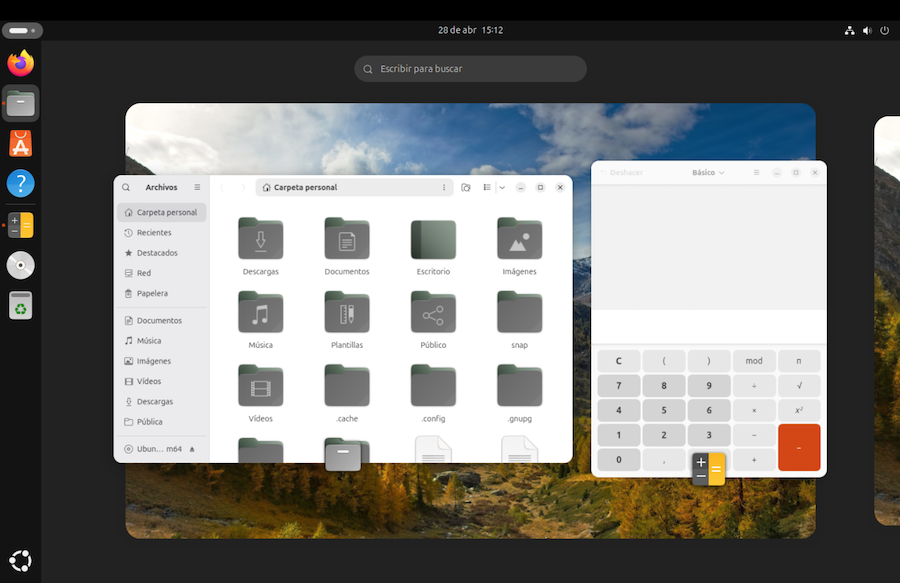 28 de abr 15:12
Escribir para buscar
Archivos
Carpeta personal
Carpeta personal
Recientes
Destacados
Red
Papelera
Documentos
Música
Imágenes
Vídeos
Descargas
Pública
Ubun… m64
Descargas
Documentos
Escritorio
Imágenes
Música
Plantillas
Público
snap
Vídeos
.cache
.config
.gnupg
Deshacer
Básico
C ( ) mod π
7 8 9 ÷ √
4 5 6 × x²
1 2 3 −
0 , +